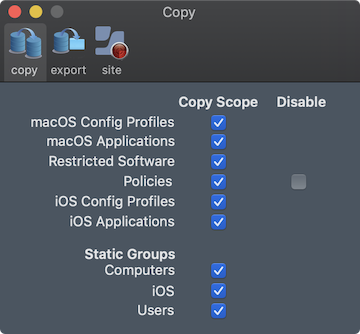 Copy
copy export site
Copy Scope Disable
macOS Config Profiles
macOS Applications
Restricted Software
Policies
iOS Config Profiles
iOS Applications
Static Groups
Computers
iOS
Users